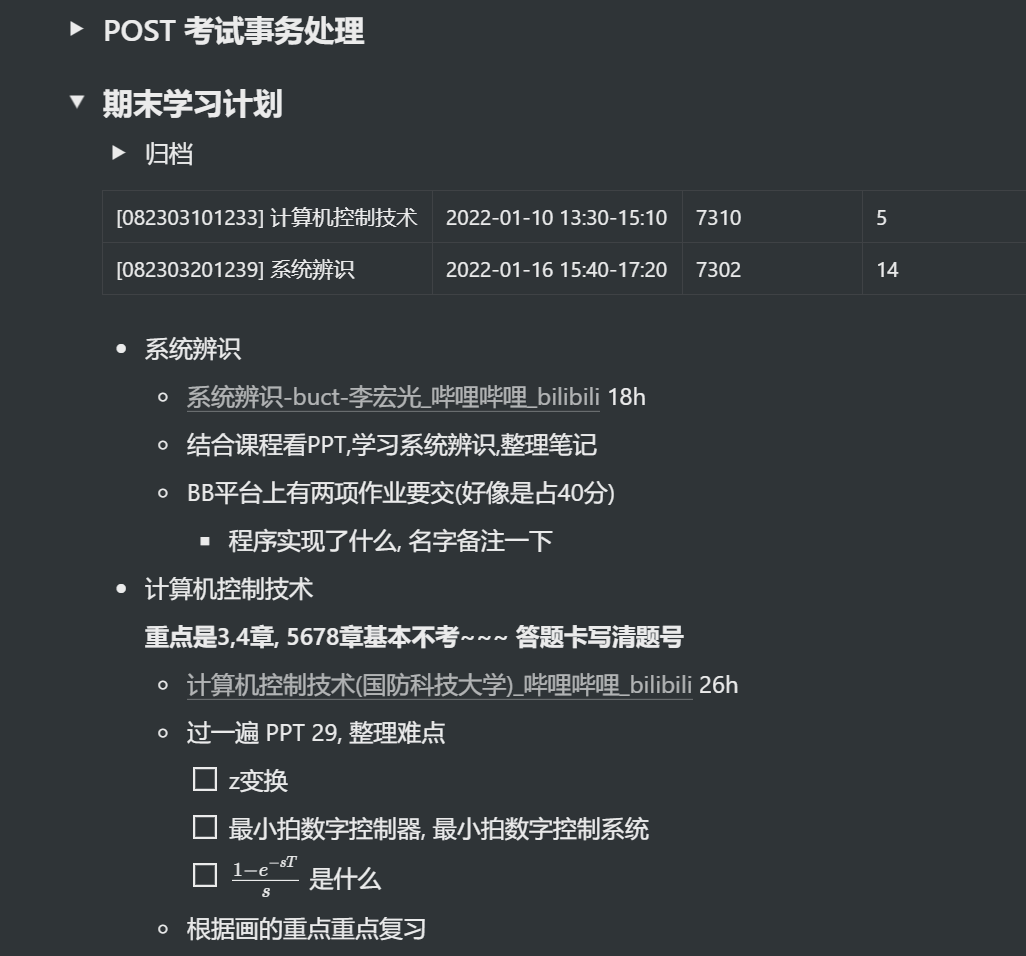 POST 考试事务处理
期末学习计划
归档
[082303101233] 计算机控制技术 2022-01-10 13:30-15:10 7310 5
[082303201239] 系统辨识 2022-01-16 15:40-17:20 7302 14
系统辨识
系统辨识-buct-李宏光_哔哩哔哩_bilibili 18h
结合课程看PPT,学习系统辨识,整理笔记
BB平台上有两项作业要交(好像是占40分)
程序实现了什么, 名字备注一下
计算机控制技术
重点是3,4章, 5678章基本不考~~~ 答题卡写清题号
计算机控制技术(国防科技大学)_哔哩哔哩_bilibili 26h
过一遍 PPT 29, 整理难点
z变换
最小拍数字控制器, 最小拍数字控制系统
$\frac{1-e^{-sT}}{s}$ 是什么
根据画的重点重点复习